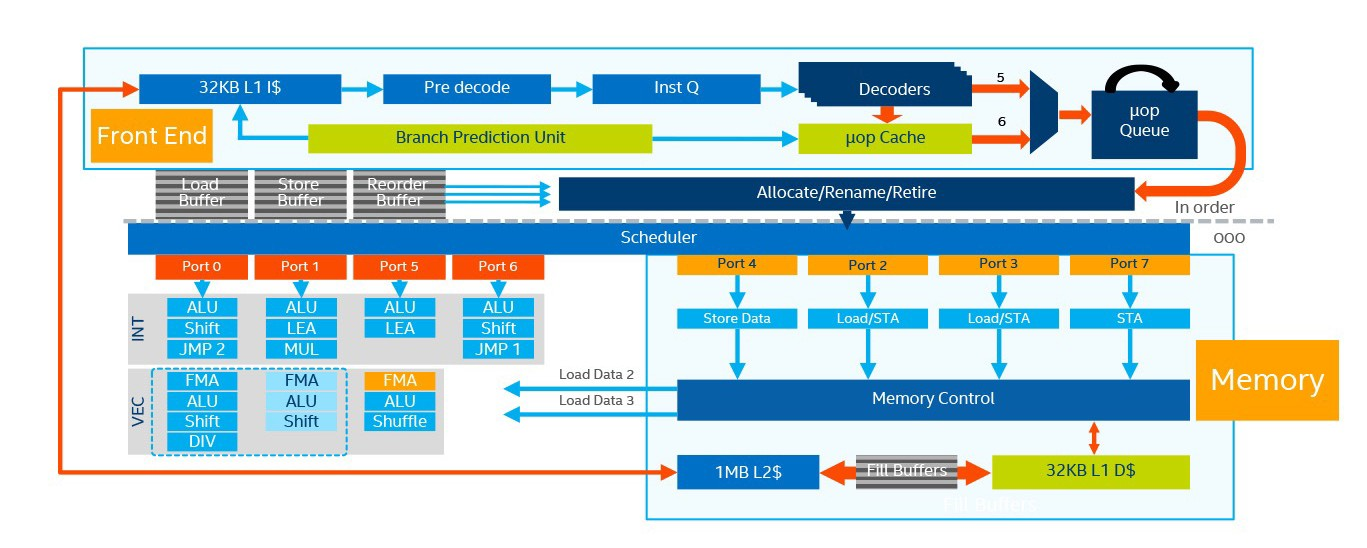 32KB L1 I$
Pre decode
Inst Q
Decoders
5
Front End
Branch Prediction Unit
µop Cache
6
µop
Queue
Load
Buffer
Store
Buffer
Reorder
Buffer
Allocate/Rename/Retire
In order
Scheduler
OOO
Port 0
Port 1
Port 5
Port 6
Port 4
Port 2
Port 3
Port 7
INT
ALU
Shift
JMP 2
ALU
LEA
MUL
ALU
LEA
ALU
Shift
JMP 1
Store Data
Load/STA
Load/STA
STA
Memory
VEC
FMA
ALU
Shift
DIV
FMA
ALU
Shift
FMA
ALU
Shuffle
Load Data 2
Load Data 3
Memory Control
1MB L2$
Fill Buffers
32KB L1 D$
Fill Buffers